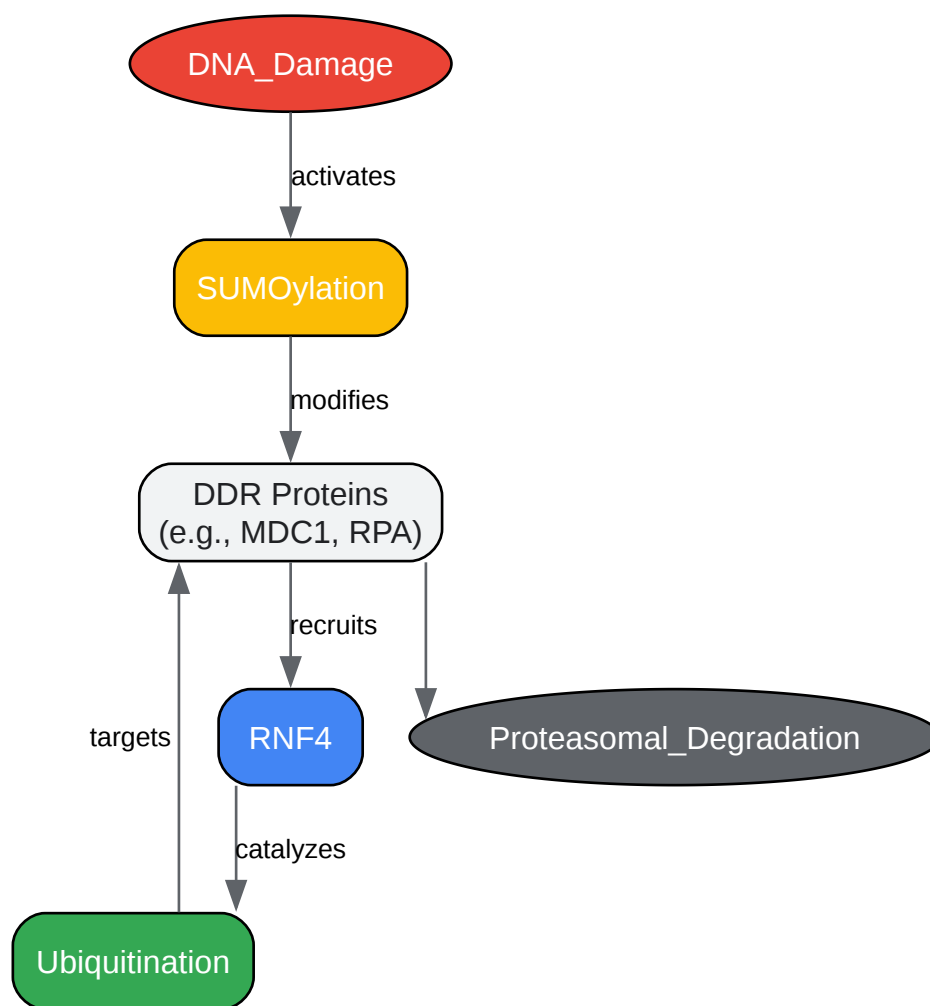 DNA_Damage
activates
SUMOylation
modifies
DDR Proteins
(e.g., MDC1, RPA)
recruits
targets
RNF4
Proteasomal_Degradation
catalyzes
Ubiquitination